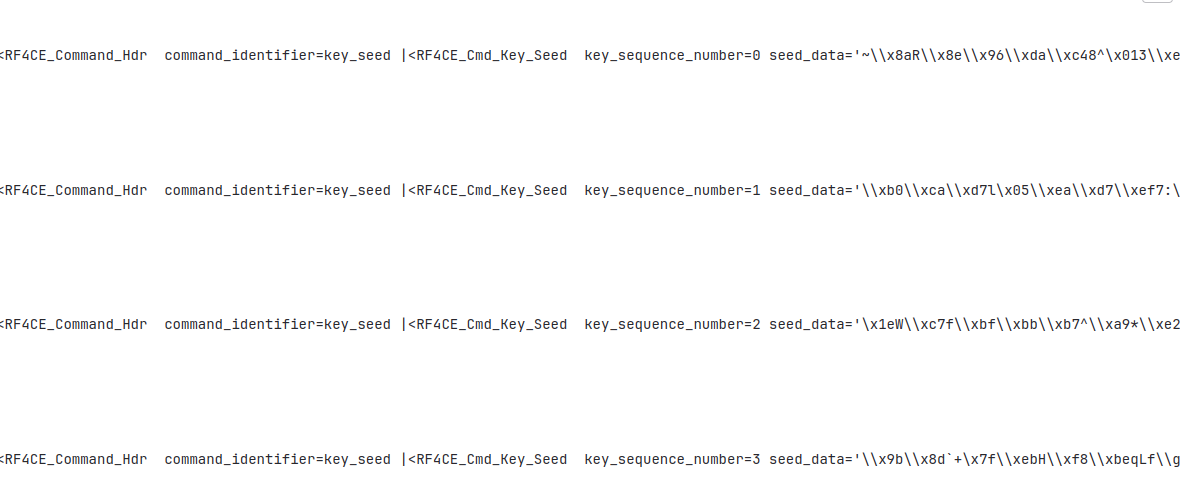 <RF4CE_Command_Hdr  command_identifier=key_seed |<RF4CE_Cmd_Key_Seed  key_sequence_number=0 seed_data='~\\x8aR\\x8e\\x96\\xda\\xc48^\x013\\xe
<RF4CE_Command_Hdr  command_identifier=key_seed |<RF4CE_Cmd_Key_Seed  key_sequence_number=1 seed_data='\\xb0\\xca\\xd7l\x05\\xea\\xd7\\xef7:\
<RF4CE_Command_Hdr  command_identifier=key_seed |<RF4CE_Cmd_Key_Seed  key_sequence_number=2 seed_data='\x1eW\\xc7f\\xbf\\xbb\\xb7^\\xa9*\\xe2
<RF4CE_Command_Hdr  command_identifier=key_seed |<RF4CE_Cmd_Key_Seed  key_sequence_number=3 seed_data='\\x9b\\x8d`+\x7f\\xebH\\xf8\\xbeqLf\\g